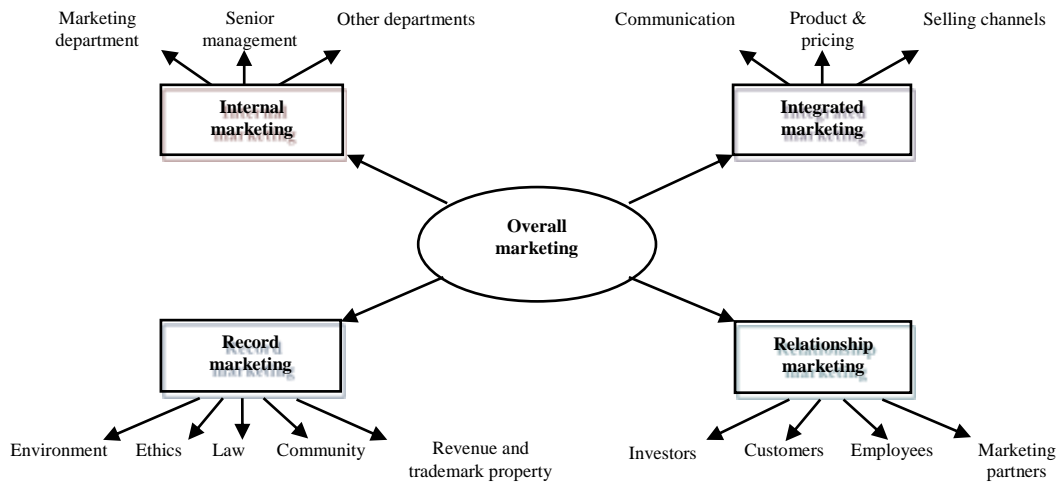 Marketing
department
Senior
management
Other departments
Communication
Product &
pricing
Selling channels
Internal
marketing
Integrated
marketing
Overall
marketing
Record
marketing
Relationship
marketing
Environment
Ethics
Law
Community
Revenue and
trademark property
Investors
Customers
Employees
Marketing
partners